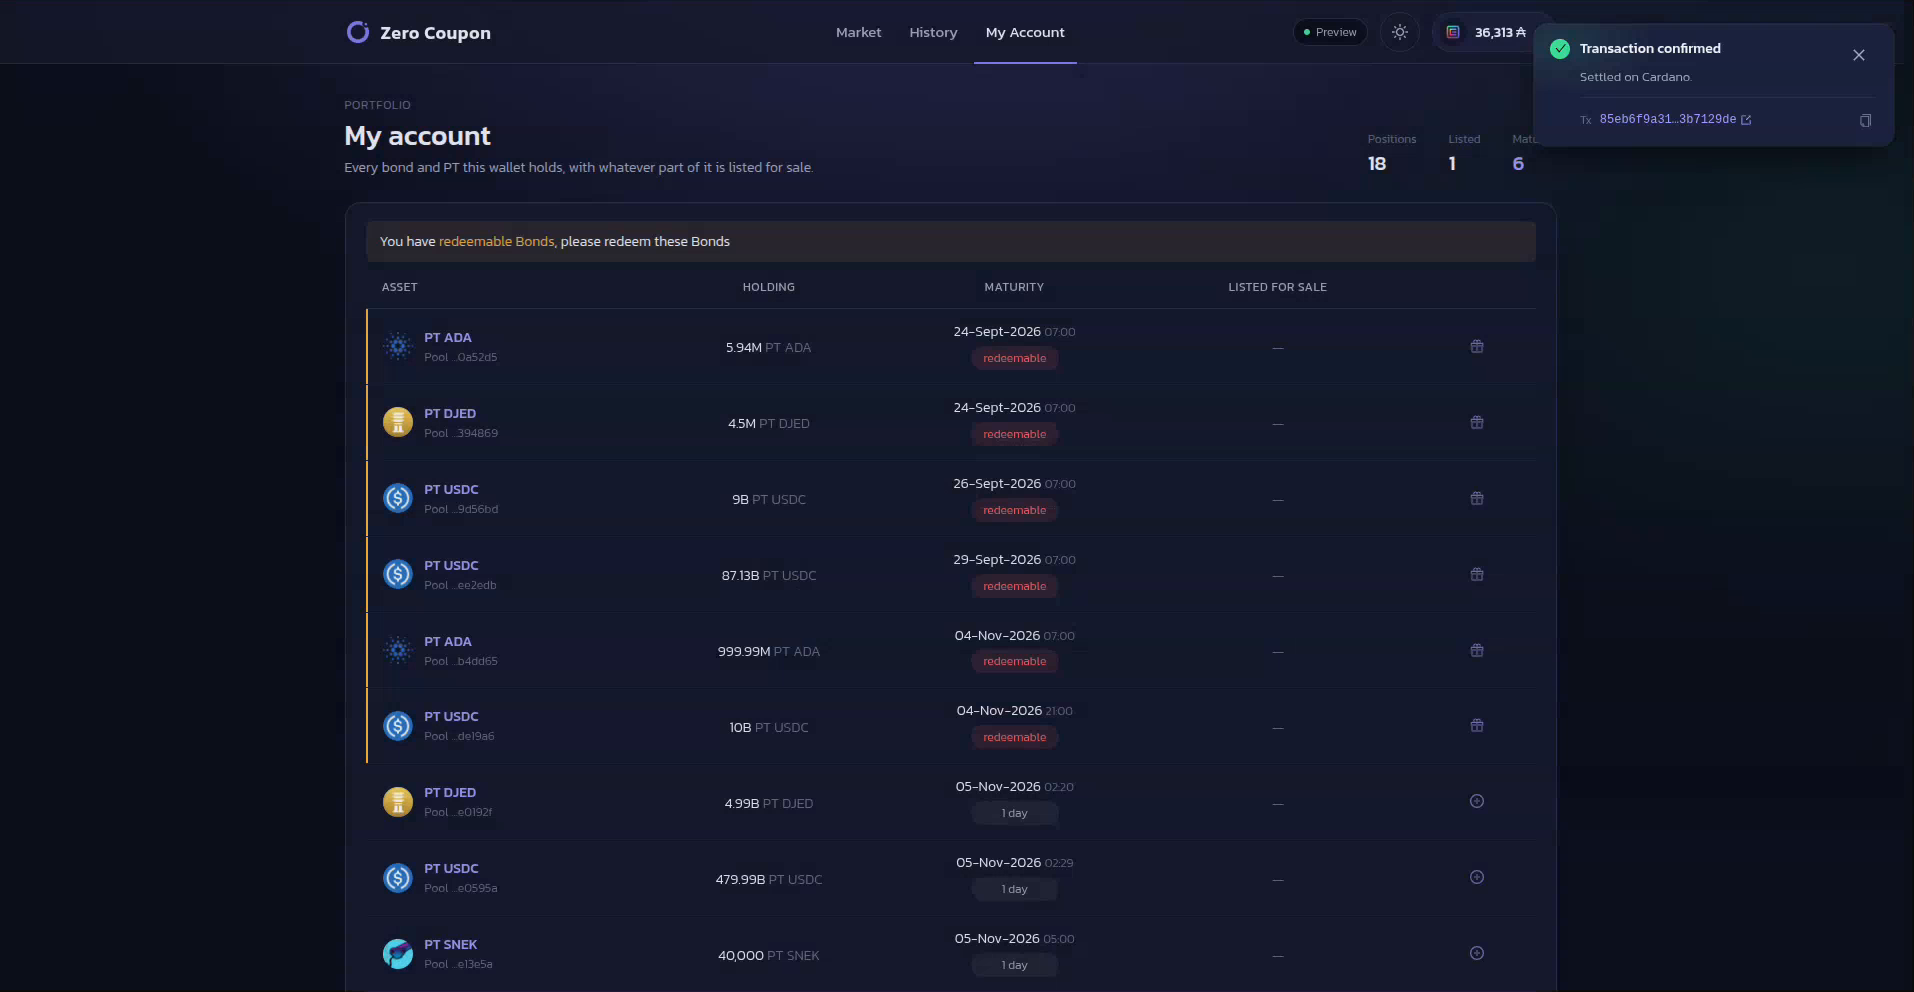 Zero Coupon
Market
History
My Account
Preview
36,313 ₳
Transaction confirmed
Settled on Cardano.
Tx 85eb6f9a31…3b7129de
PORTFOLIO
My account
Every bond and PT this wallet holds, with whatever part of it is listed for sale.
Positions
18
Listed
1
6
You have redeemable Bonds, please redeem these Bonds
ASSET HOLDING MATURITY LISTED FOR SALE
PT ADA
Pool …0a52d5
5.94M PT ADA
24-Sept-2026 07:00
redeemable
—
PT DJED
Pool …394869
4.5M PT DJED
24-Sept-2026 07:00
redeemable
—
PT USDC
Pool …9d56bd
9B PT USDC
26-Sept-2026 07:00
redeemable
—
PT USDC
Pool …ee2edb
87.13B PT USDC
29-Sept-2026 07:00
redeemable
—
PT ADA
Pool …b4dd65
999.99M PT ADA
04-Nov-2026 07:00
redeemable
—
PT USDC
Pool …de19a6
10B PT USDC
04-Nov-2026 21:00
redeemable
—
PT DJED
Pool …e0192f
4.99B PT DJED
05-Nov-2026 02:20
1 day
—
PT USDC
Pool …e0595a
479.99B PT USDC
05-Nov-2026 02:29
1 day
—
PT SNEK
Pool …e13e5a
40,000 PT SNEK
05-Nov-2026 05:00
1 day
—